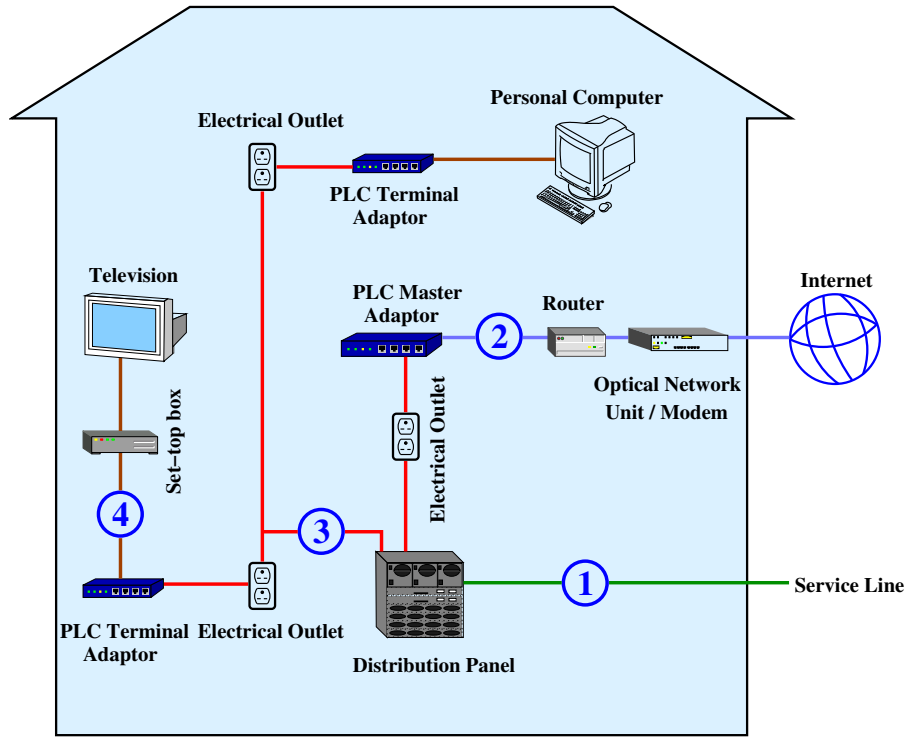 Personal Computer
Electrical Outlet
PLC Terminal
Adaptor
Television
PLC Master
Adaptor
Router
Internet
2
Optical Network
Unit / Modem
Set-top box
Electrical Outlet
4
3
1
Service Line
PLC Terminal
Adaptor
Electrical Outlet
Distribution Panel